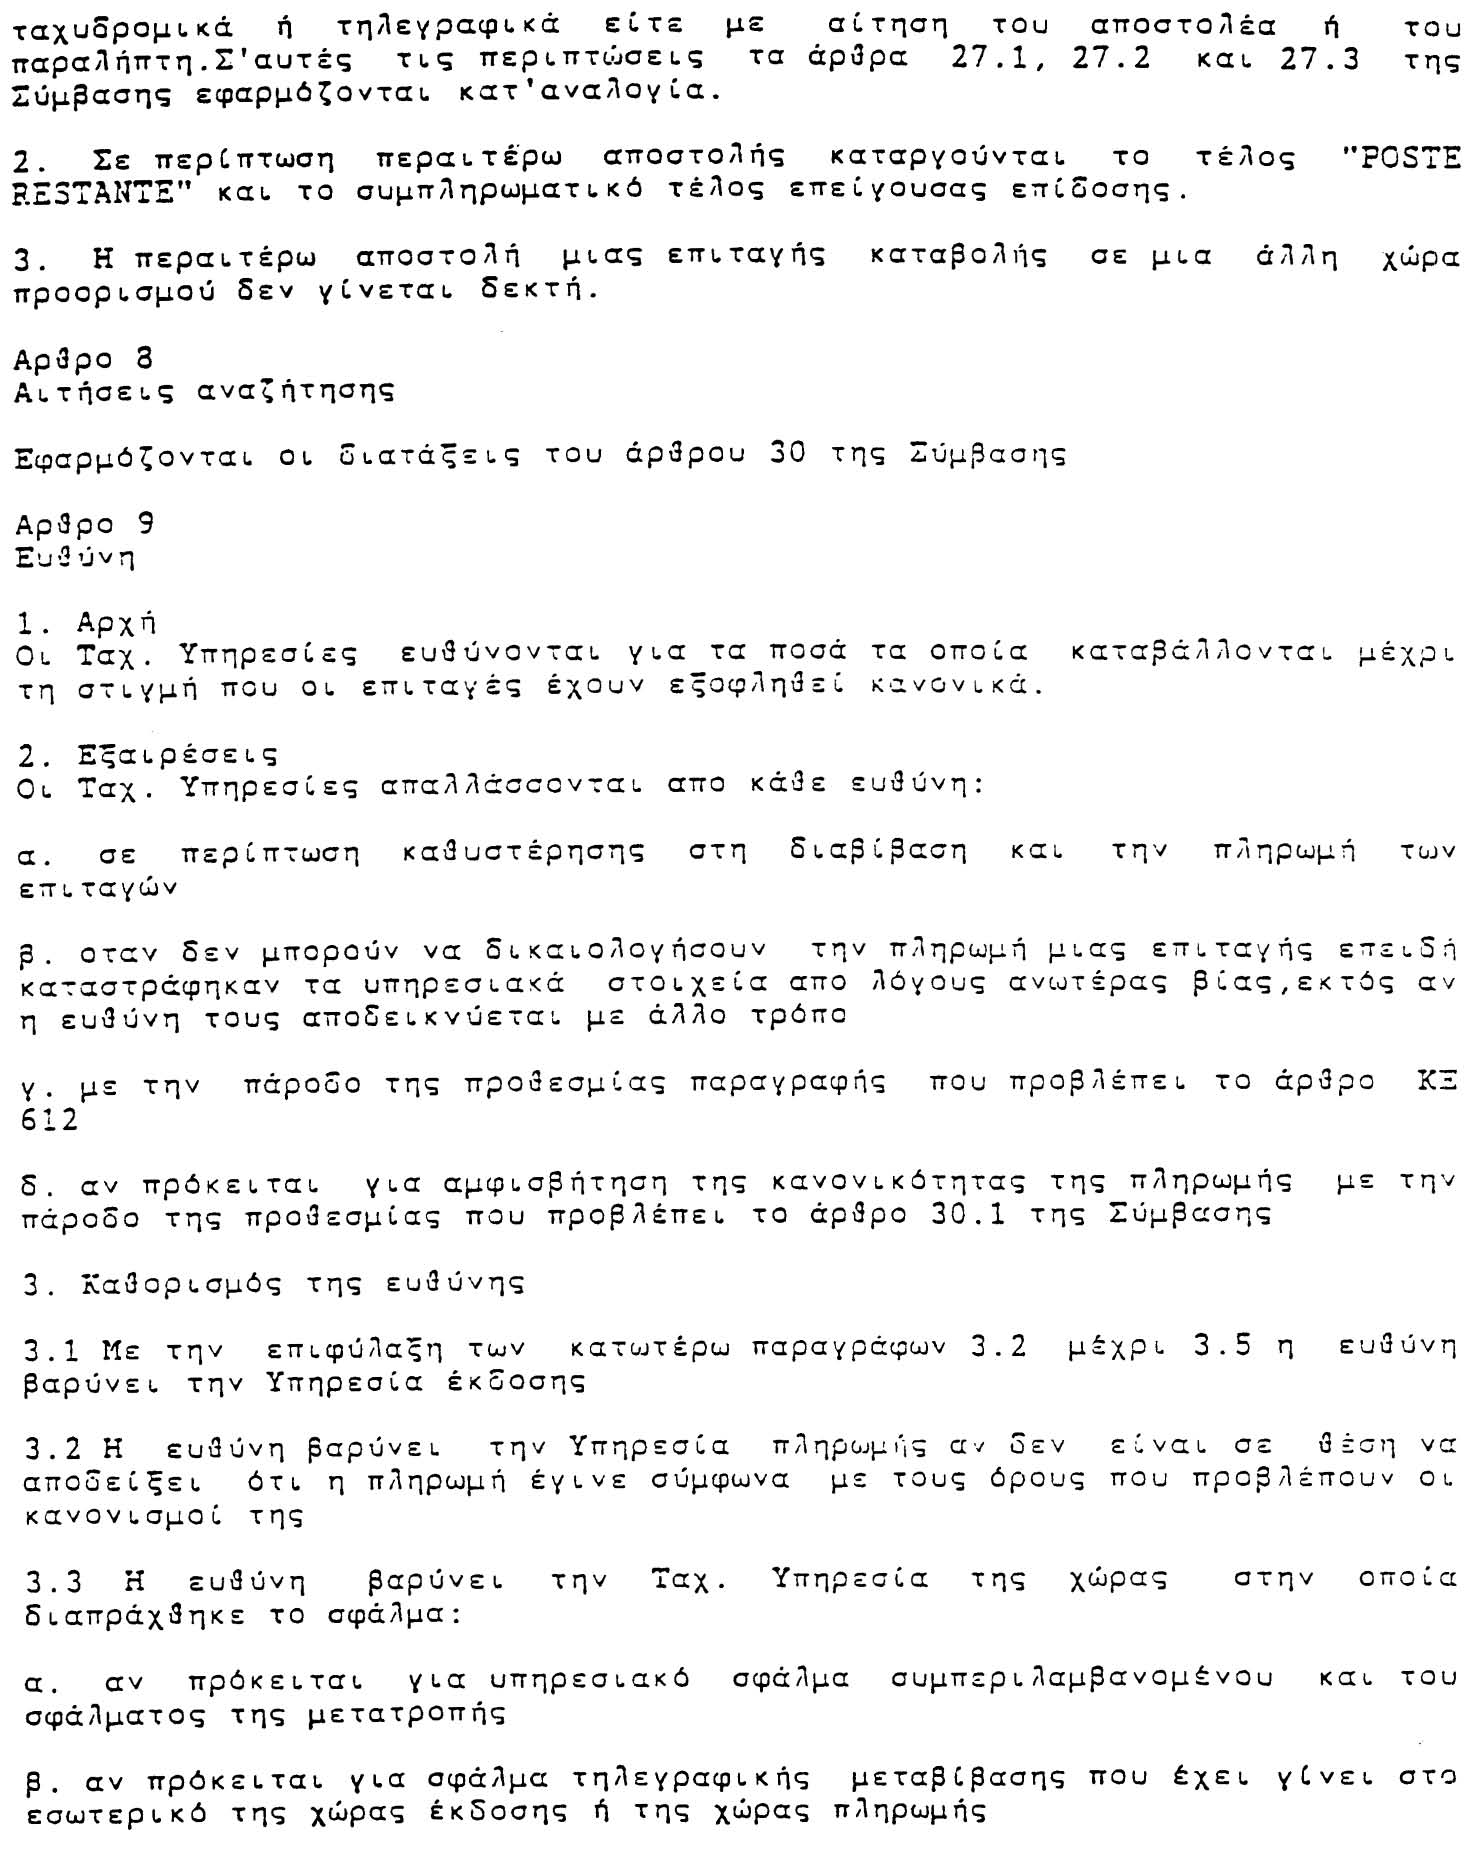 ταχυδρομικά ή τηλεγραφικά είτε με αίτηση του αποστολέα ή του
παραλήπτη.Σ'αυτές τις περιπτώσεις τα άρθρα 27.1, 27.2 και 27.3 της
Σύμβασης εφαρμόζονται κατ'αναλογία.
2. Σε περίπτωση περαιτέρω αποστολής καταργούνται το τέλος "POSTE
RESTANTE" και το συμπληρωματικό τέλος επείγουσας επίδοσης.
3. Η περαιτέρω αποστολή μιας επιταγής καταβολής σε μια άλλη χώρα
προορισμού δεν γίνεται δεκτή.
Αρθρο 8
Αιτήσεις αναζήτησης
Εφαρμόζονται οι διατάξεις του άρθρου 30 της Σύμβασης
Αρθρο 9
Ευθύνη
1. Αρχή
Οι Ταχ. Υπηρεσίες ευθύνονται για τα ποσά τα οποία καταβάλλονται μέχρι
τη στιγμή που οι επιταγές έχουν εξοφληθεί κανονικά.
2. Εξαιρέσεις
Οι Ταχ. Υπηρεσίες απαλλάσσονται απο κάθε ευθύνη:
α. σε περίπτωση καθυστέρησης στη διαβίβαση και την πληρωμή των
επιταγών
β. οταν δεν μπορούν να δικαιολογήσουν την πληρωμή μιας επιταγής επειδή
καταστράφηκαν τα υπηρεσιακά στοιχεία απο λόγους ανωτέρας βίας,εκτός αν
η ευθύνη τους αποδεικνύεται με άλλο τρόπο
γ. με την πάροδο της προθεσμίας παραγραφής που προβλέπει το άρθρο ΚΞ
612
δ. αν πρόκειται για αμφισβήτηση της κανονικότητας της πληρωμής με την
πάροδο της προθεσμίας που προβλέπει το άρθρο 30.1 της Σύμβασης
3. Καθορισμός της ευθύνης
3.1 Με την επιφύλαξη των κατωτέρω παραγράφων 3.2 μέχρι 3.5 η ευθύνη
βαρύνει την Υπηρεσία έκδοσης
3.2 Η ευθύνη βαρύνει την Υπηρεσία πληρωμής αν δεν είναι σε θέση να
αποδείξει ότι η πληρωμή έγινε σύμφωνα με τους όρους που προβλέπουν οι
κανονισμοί της
3.3 Η ευθύνη βαρύνει την Ταχ. Υπηρεσία της χώρας στην οποία
διαπράχθηκε το σφάλμα:
α. αν πρόκειται για υπηρεσιακό σφάλμα συμπεριλαμβανομένου και του
σφάλματος της μετατροπής
β. αν πρόκειται για σφάλμα τηλεγραφικής μεταβίβασης που έχει γίνει στο
εσωτερικό της χώρας έκδοσης ή της χώρας πληρωμής